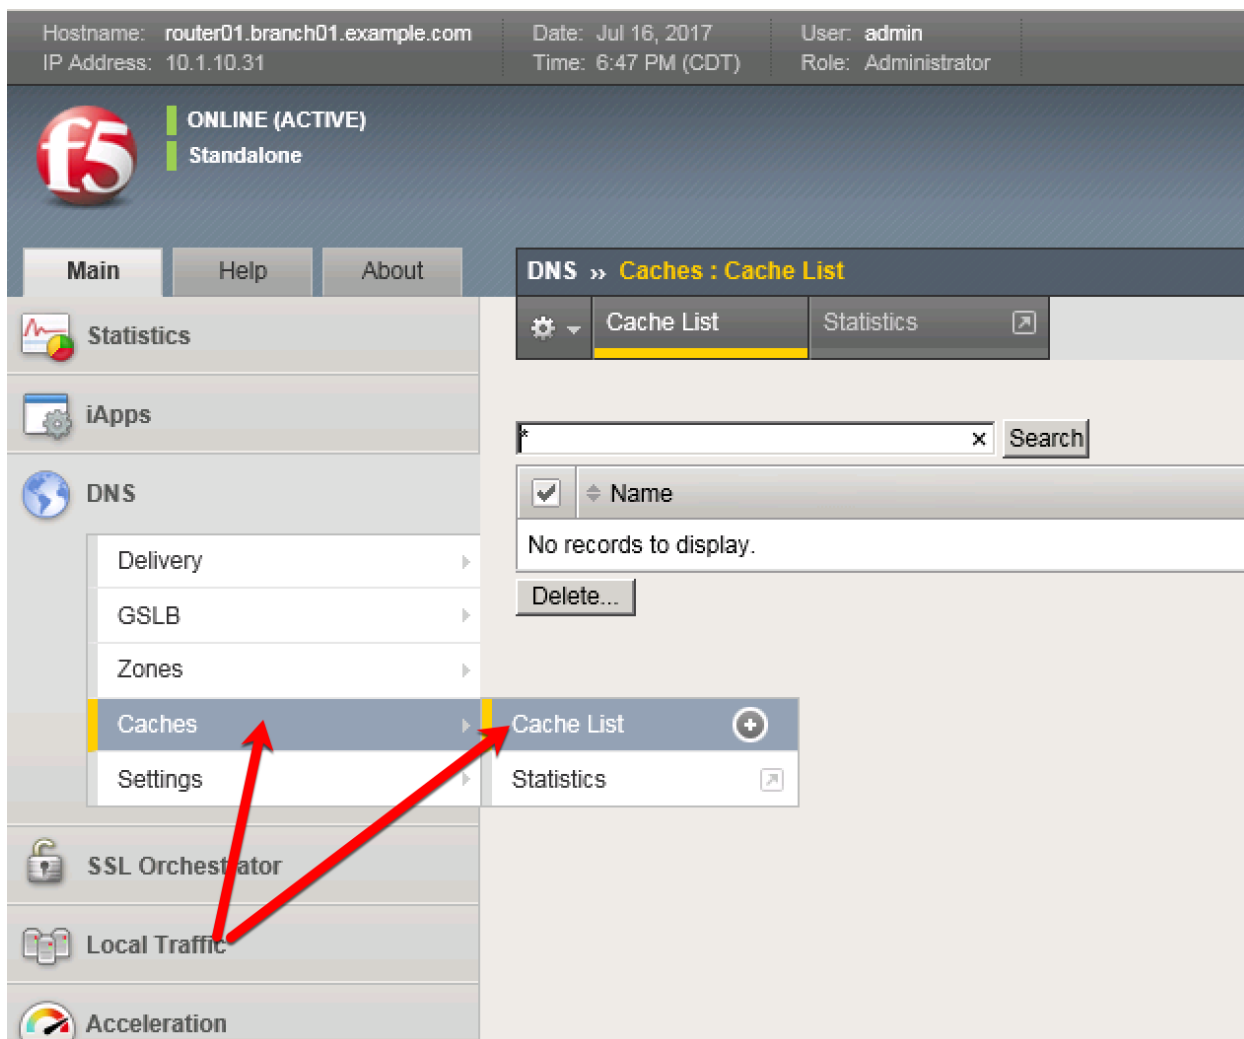 Hostname: router01.branch01.example.com Date: Jul 16, 2017 User: admin
IP Address: 10.1.10.31 Time: 6:47 PM (CDT) Role: Administrator
f5
ONLINE (ACTIVE)
Standalone
Main Help About
DNS ›› Caches : Cache List
Cache List Statistics
Statistics
iApps
* × Search
DNS
Name
No records to display.
Delete...
Delivery
GSLB
Zones
Caches
Cache List
Settings
Statistics
SSL Orchestrator
Local Traffic
Acceleration